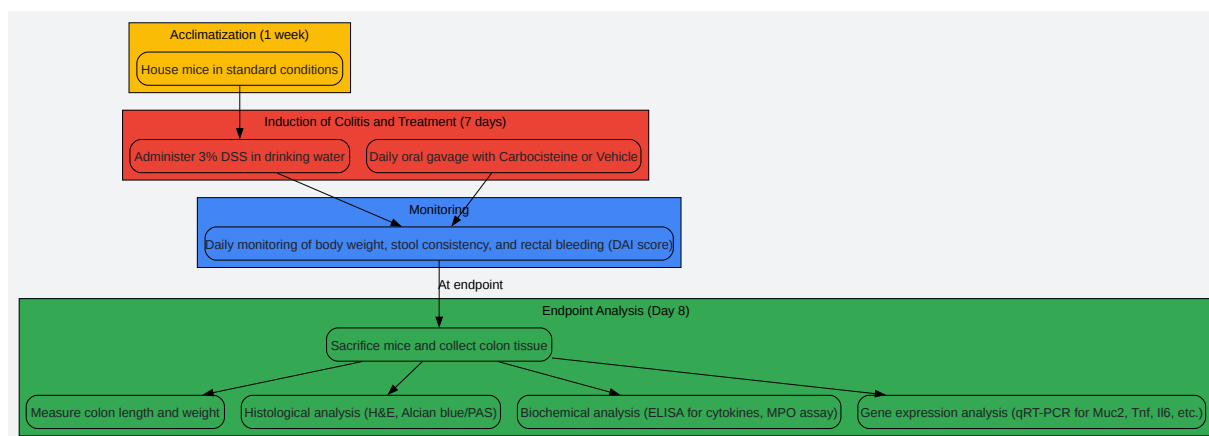 Acclimatization (1 week)
House mice in standard conditions
Induction of Colitis and Treatment (7 days)
Administer 3% DSS in drinking water
Daily oral gavage with Carbocisteine or Vehicle
Monitoring
Daily monitoring of body weight, stool consistency, and rectal bleeding (DAI score)
At endpoint
Endpoint Analysis (Day 8)
Sacrifice mice and collect colon tissue
Measure colon length and weight
Histological analysis (H&E, Alcian blue/PAS)
Biochemical analysis (ELISA for cytokines, MPO assay)
Gene expression analysis (qRT-PCR for Muc2, Tnf, Il6, etc.)